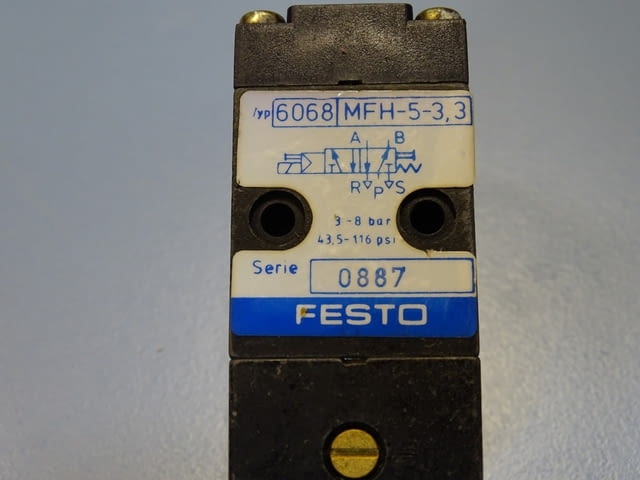 Typ 6068 MFH-5-3,3
A B
R P S
3-8 bar
43,5-116 psi
Serie 0887
FESTO